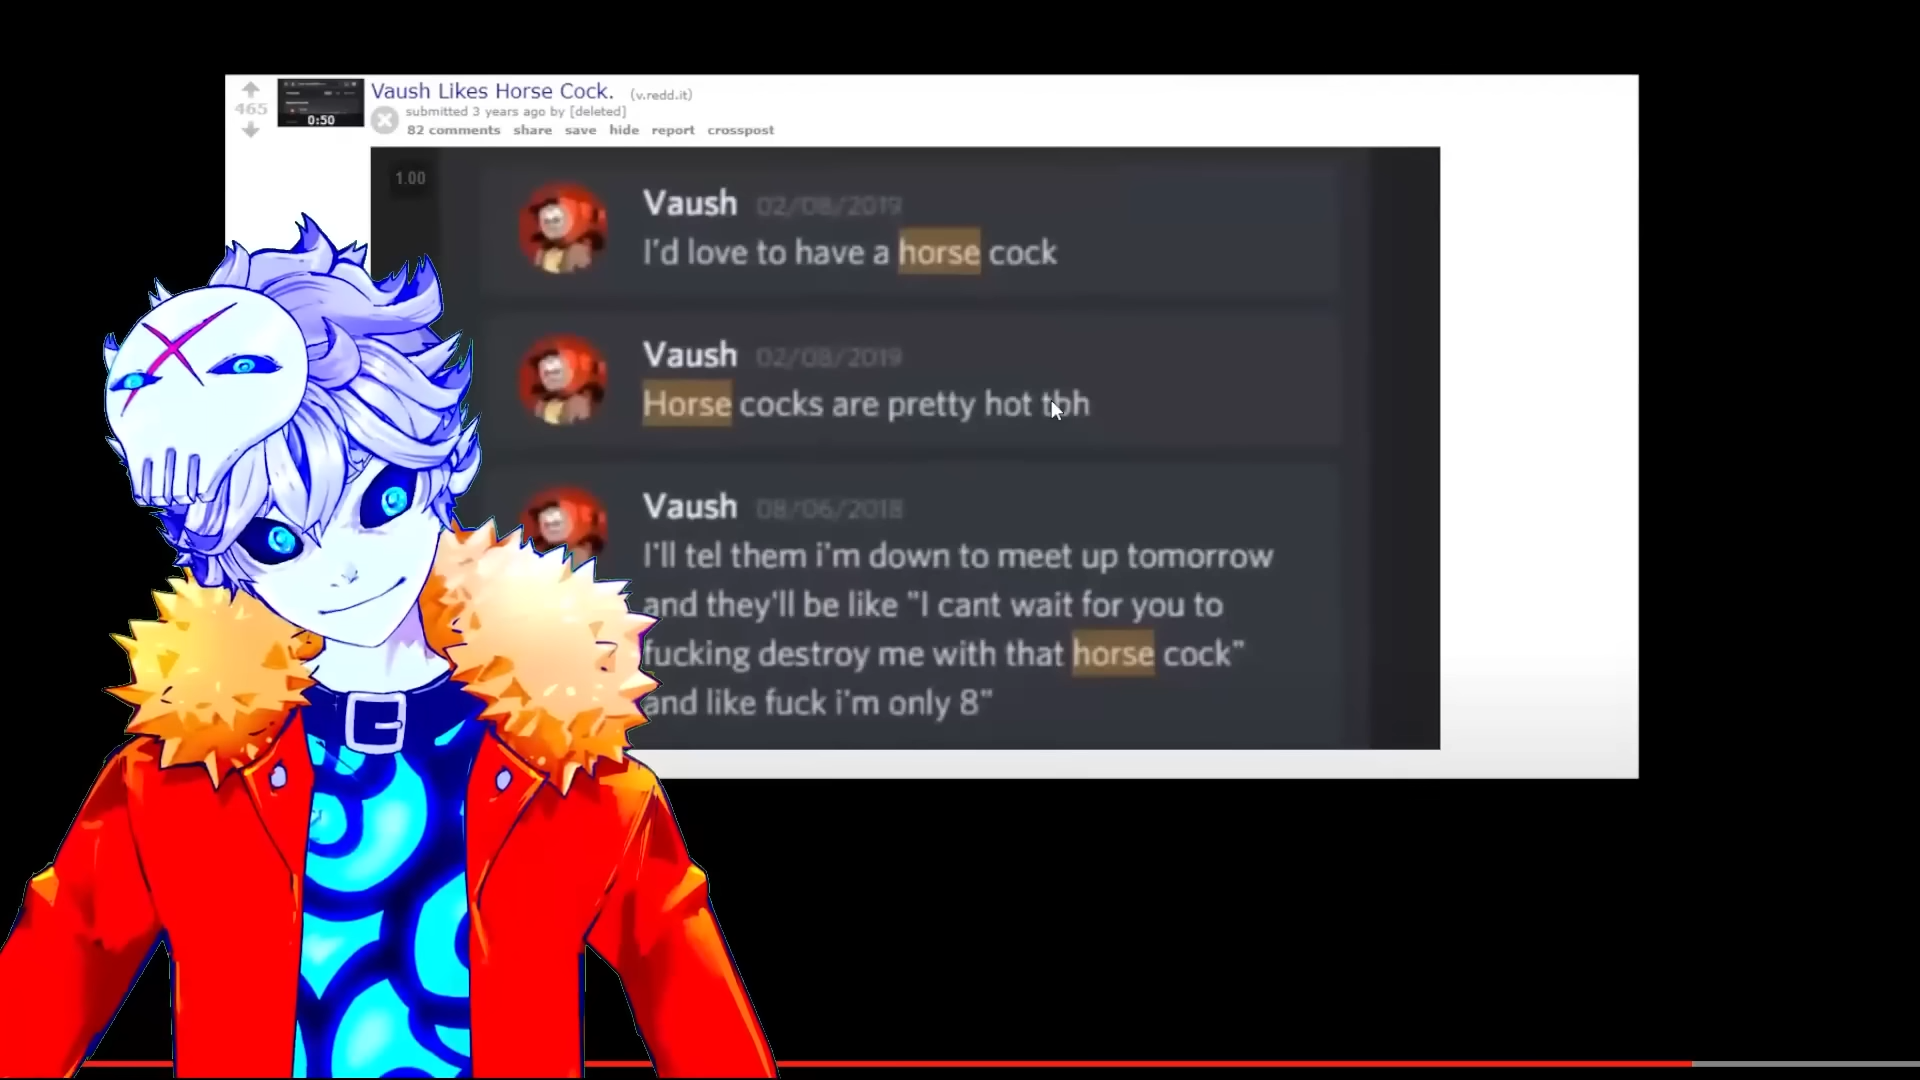 Vaush Likes Horse Cock. (v.redd.it)
465
submitted 3 years ago by [deleted]
0:50
82 comments share save hide report crosspost
1.00
Vaush 02/08/2019
I'd love to have a horse cock
Vaush 02/08/2019
Horse cocks are pretty hot tbh
Vaush 08/06/2018
I'll tel them i'm down to meet up tomorrow
and they'll be like "I cant wait for you to
fucking destroy me with that horse cock"
and like fuck i'm only 8"